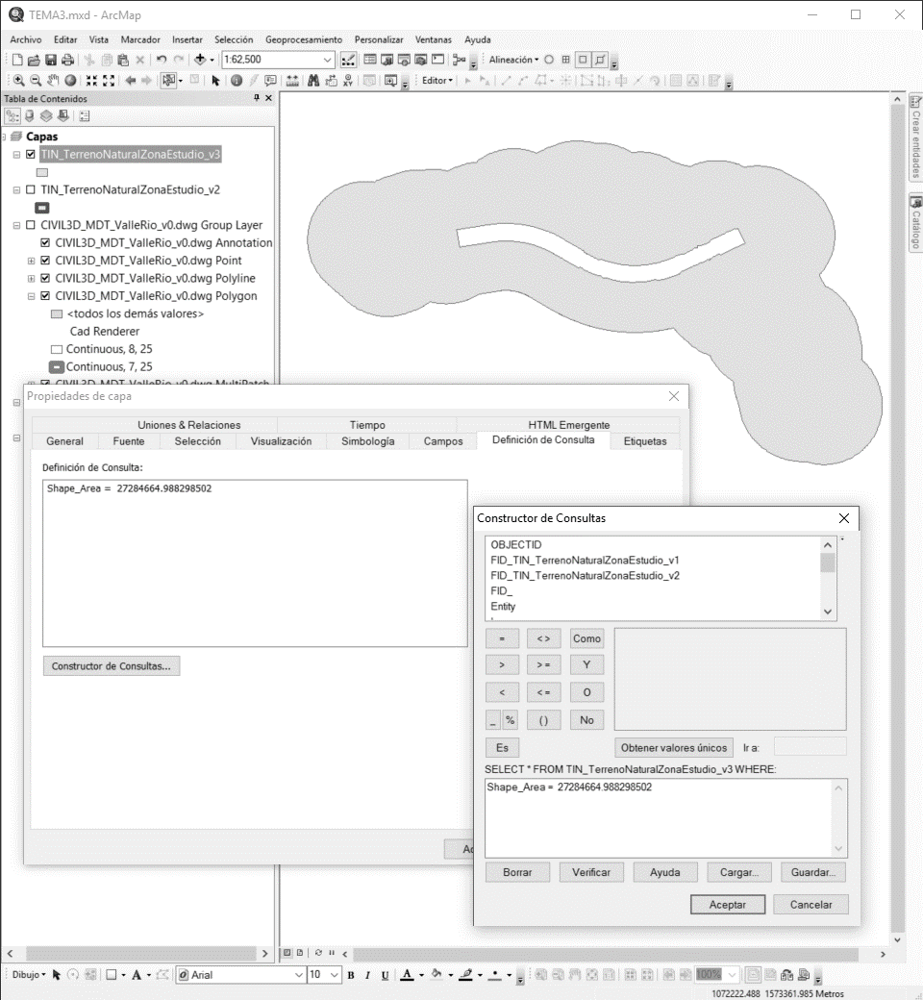 TEMA3.mxd - ArcMap
Archivo Editar Vista Marcador Insertar Selección Geoprocesamiento Personalizar Ventanas Ayuda
1:62,500
Alineación
Editor
Tabla de Contenidos
Capas
TIN_TerrenoNaturalZonaEstudio_v3
TIN_TerrenoNaturalZonaEstudio_v2
CIVIL3D_MDT_ValleRio_v0.dwg Group Layer
CIVIL3D_MDT_ValleRio_v0.dwg Annotation
CIVIL3D_MDT_ValleRio_v0.dwg Point
CIVIL3D_MDT_ValleRio_v0.dwg Polyline
CIVIL3D_MDT_ValleRio_v0.dwg Polygon
<todos los demás valores>
Cad Renderer
Continuous, 8, 25
Continuous, 7, 25
CIVIL3D_MDT_ValleRio_v0.dwg MultiPatch
Crear entidades
Catálogo
Propiedades de capa
Uniones & Relaciones Tiempo HTML Emergente
General Fuente Selección Visualización Simbología Campos Definición de Consulta Etiquetas
Definición de Consulta:
Shape_Area = 27284664.988298502
Constructor de Consultas...
Ac
Constructor de Consultas
OBJECTID
FID_TIN_TerrenoNaturalZonaEstudio_v1
FID_TIN_TerrenoNaturalZonaEstudio_v2
FID_
Entity
= <> Como
> >= Y
< <= O
_ % () No
Es
Obtener valores únicos Ir a:
SELECT * FROM TIN_TerrenoNaturalZonaEstudio_v3 WHERE:
Shape_Area = 27284664.988298502
Borrar Verificar Ayuda Cargar... Guardar...
Aceptar Cancelar
Dibujo A Arial 10 B I U A 100%
1072222.488 1573361.985 Metros